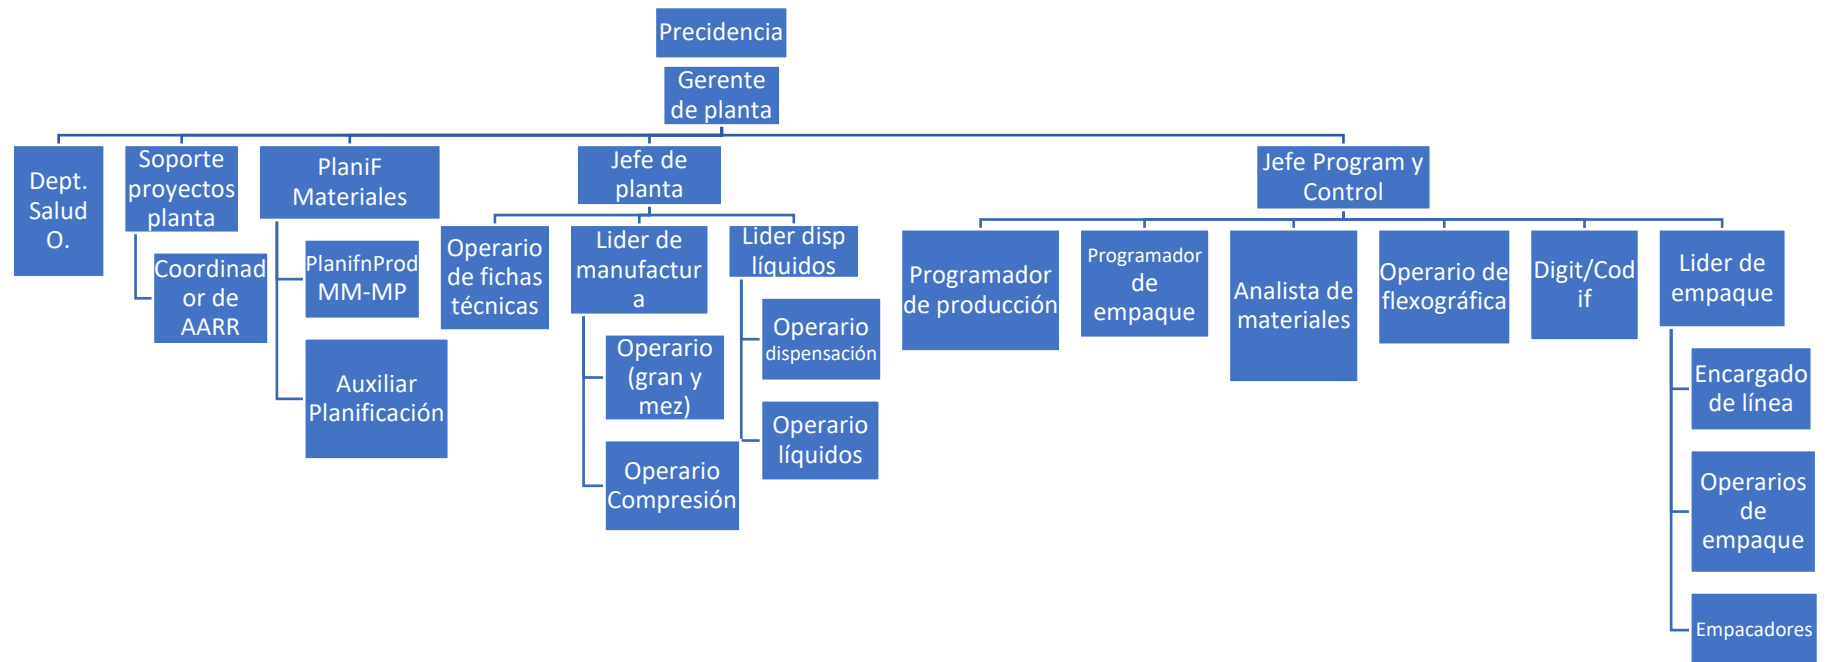 Precidencia
Gerente
de planta
Dept.
Salud
O.
Soporte
proyectos
planta
Coordinad
or de
AARR
PlaniF
Materiales
PlanifnProd
MM-MP
Auxiliar
Planificación
Jefe de
planta
Operario
de fichas
técnicas
Lider de
manufactur
a
Operario
(gran y
mez)
Operario
Compresión
Lider disp
líquidos
Operario
dispensación
Operario
líquidos
Jefe Program y
Control
Programador
de producción
Programador
de
empaque
Analista de
materiales
Operario de
flexográfica
Digit/Cod
if
Lider de
empaque
Encargado
de línea
Operarios
de
empaque
Empacadores